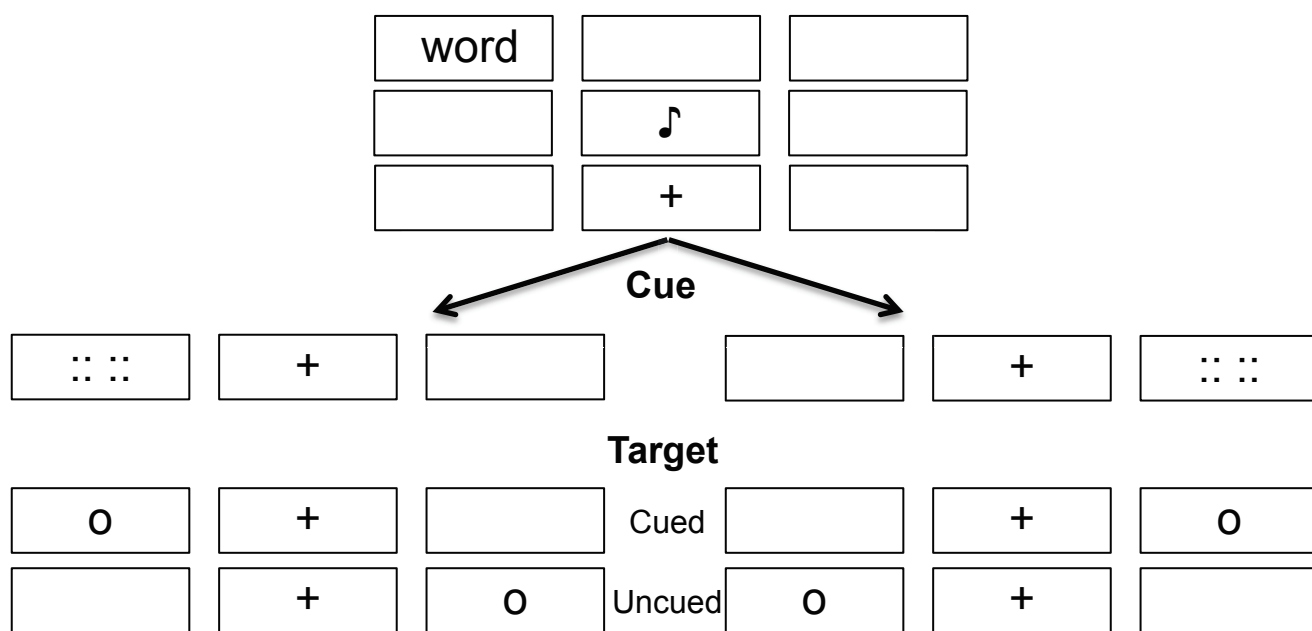 word
♪
+
Cue
:: :: + + :: ::
Target
o + Cued + o
+ o Uncued o +